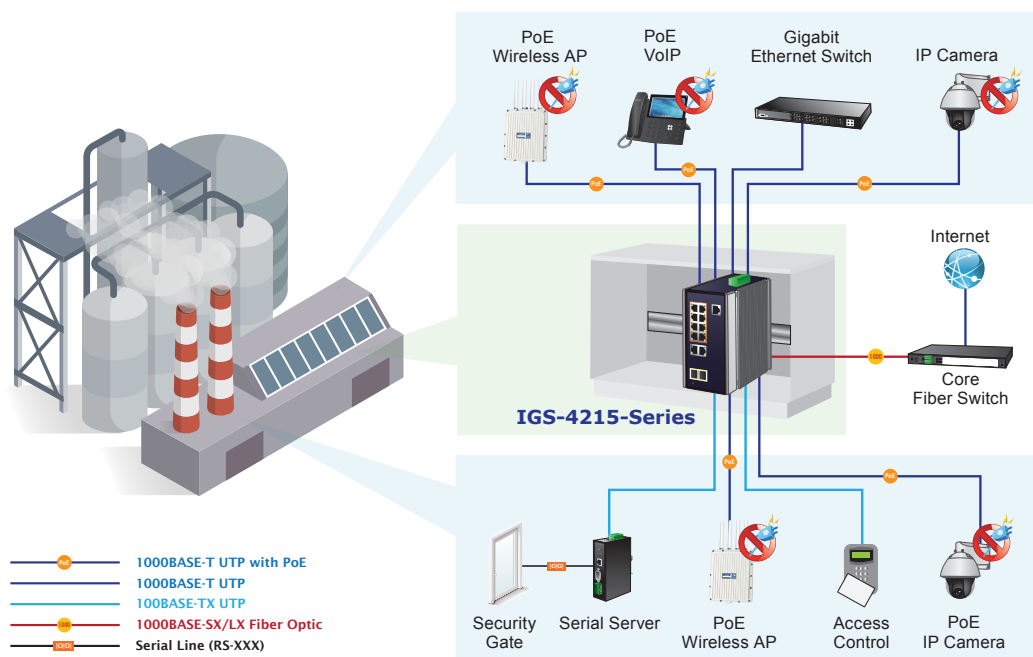 PoE
Wireless AP
PoE
VoIP
Gigabit
Ethernet Switch
IP Camera
PoE
PoE
PoE
Internet
1000
Core
Fiber Switch
IGS-4215-Series
PoE
PoE
PoE 1000BASE-T UTP with PoE
1000BASE-T UTP
100BASE-TX UTP
1000 1000BASE-SX/LX Fiber Optic
|O|O| Serial Line (RS-XXX)
|O|O|
Security
Gate
Serial Server
PoE
Wireless AP
Access
Control
PoE
IP Camera